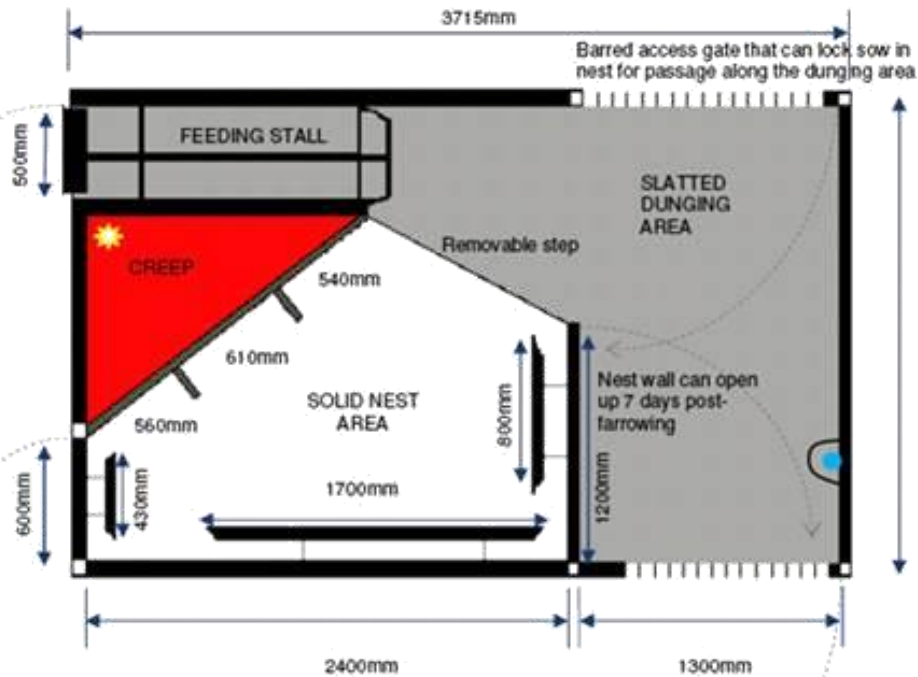 3715mm
Barred access gate that can lock sow in
nest for passage along the dunging area
500mm
FEEDING STALL
SLATTED
DUNGING
AREA
Removable step
CREEP
540mm
610mm
560mm
SOLID NEST
AREA
800mm
Nest wall can open
up 7 days post-
farrowing
1200mm
600mm
430mm
1700mm
2400mm
1300mm